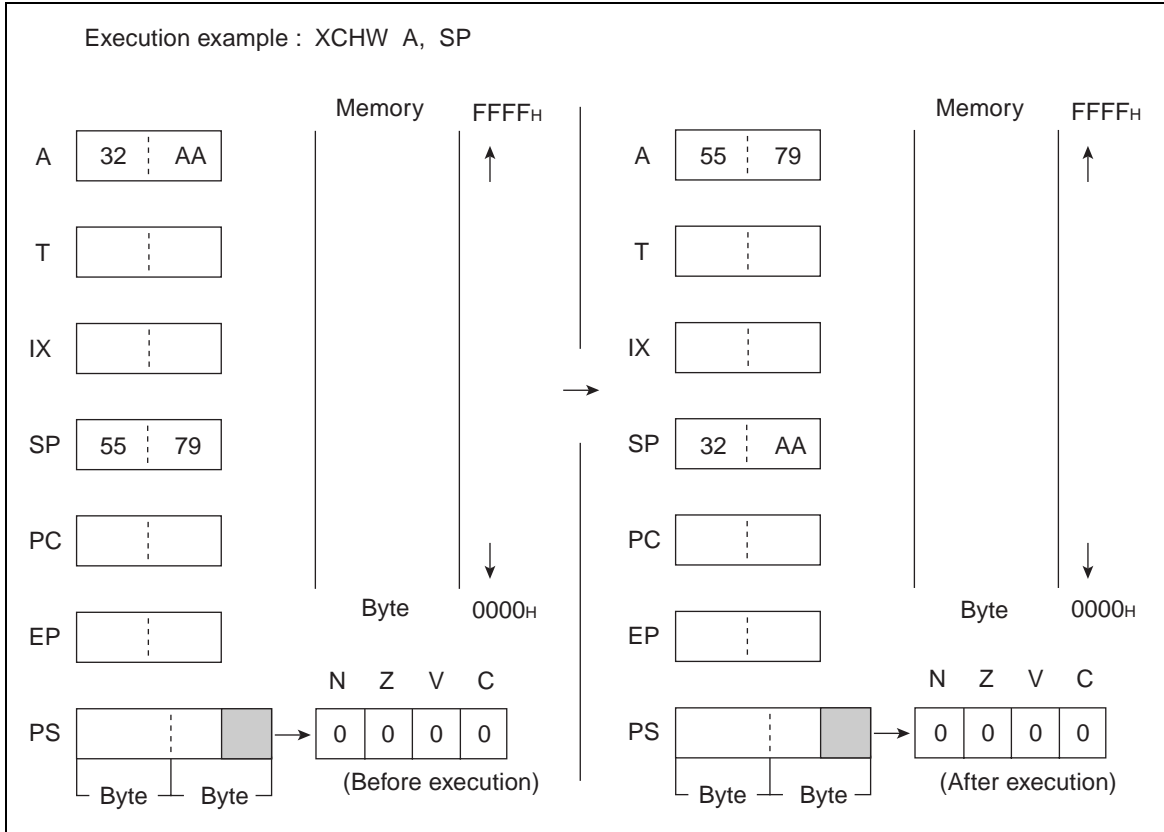 Execution example : XCHW A, SP
Memory FFFFH
A 32 AA
T
IX
SP 55 79
PC
EP
Byte 0000H
N Z V C
PS 0 0 0 0
Byte Byte (Before execution)
Memory FFFFH
A 55 79
T
IX
SP 32 AA
PC
EP
Byte 0000H
N Z V C
PS 0 0 0 0
Byte Byte (After execution)